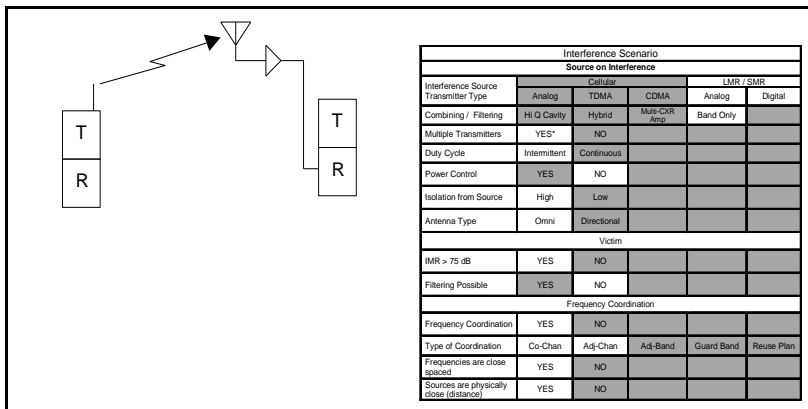 T
R
T
R
Interference Scenario
Source on Interference
Interference Source Transmitter Type
Cellular
LMR / SMR
Analog TDMA CDMA Analog Digital
Combining / Filtering Hi Q Cavity Hybrid Multi-CXR Amp Band Only
Multiple Transmitters YES* NO
Duty Cycle Intermittent Continuous
Power Control YES NO
Isolation from Source High Low
Antenna Type Omni Directional
Victim
IMR > 75 dB YES NO
Filtering Possible YES NO
Frequency Coordination
Frequency Coordination YES NO
Type of Coordination Co-Chan Adj-Chan Adj-Band Guard Band Reuse Plan
Frequencies are close spaced YES NO
Sources are physically close (distance) YES NO